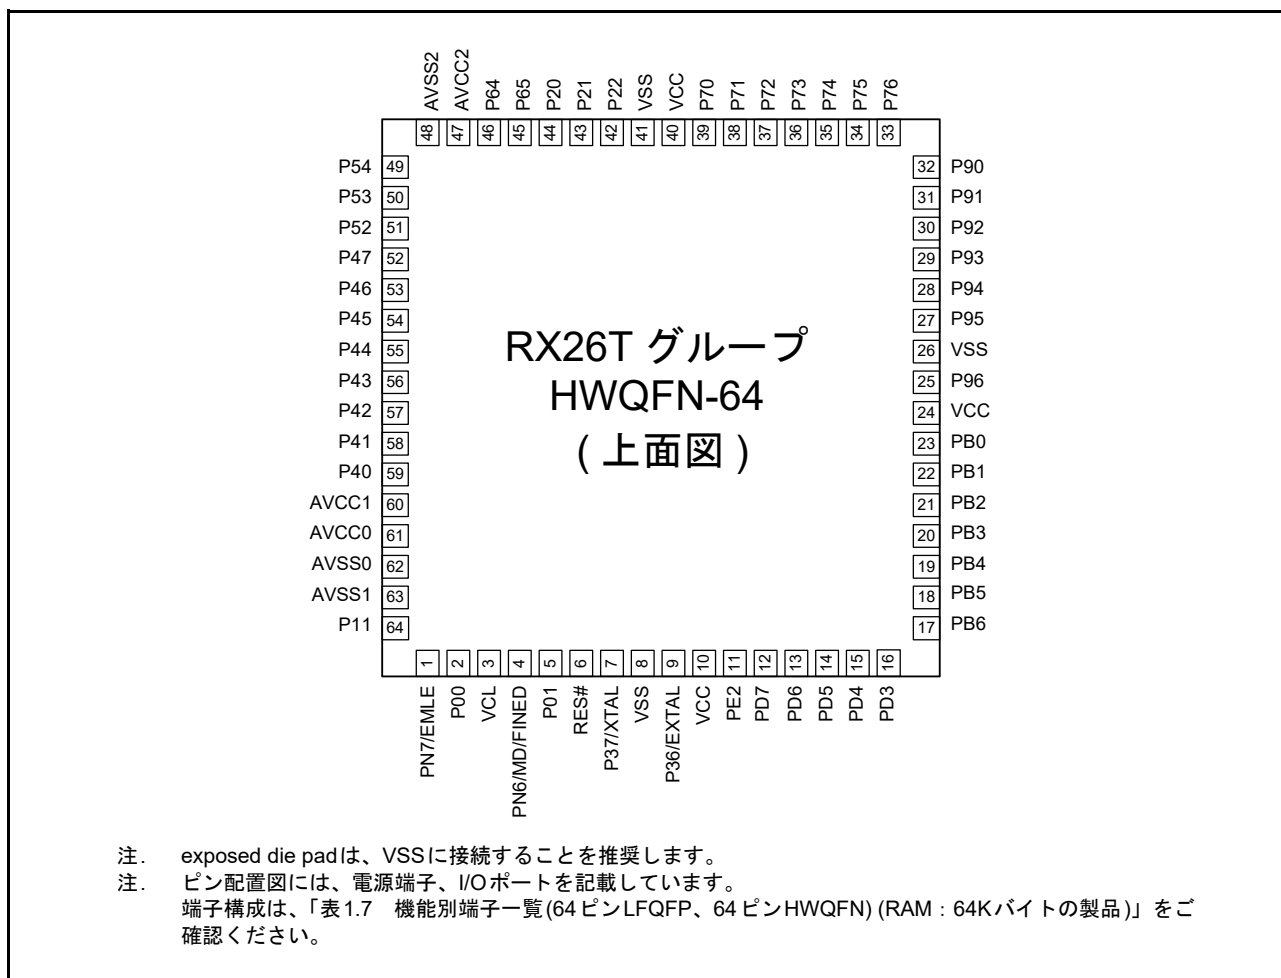 AVSS2 AVCC2 P64 P65 P20 P21 P22 VSS VCC P70 P71 P72 P73 P74 P75 P76
48 47 46 45 44 43 42 41 40 39 38 37 36 35 34 33
P54 49 32 P90
P53 50 31 P91
P52 51 30 P92
P47 52 29 P93
P46 53 28 P94
P45 54 27 P95
P44 55 26 VSS
P43 56 25 P96
P42 57 24 VCC
P41 58 23 PB0
P40 59 22 PB1
AVCC1 60 21 PB2
AVCC0 61 20 PB3
AVSS0 62 19 PB4
AVSS1 63 18 PB5
P11 64 17 PB6
RX26T グループ
HWQFN-64
( 上面図 )
1 2 3 4 5 6 7 8 9 10 11 12 13 14 15 16
PN7/EMLE P00 VCL PN6/MD/FINED P01 RES# P37/XTAL VSS P36/EXTAL VCC PE2 PD7 PD6 PD5 PD4 PD3
注. exposed die padは、VSSに接続することを推奨します。
注. ピン配置図には、電源端子、I/Oポートを記載しています。
端子構成は、「表1.7 機能別端子一覧(64ピンLFQFP、64ピンHWQFN) (RAM : 64Kバイトの製品)」をご
確認ください。